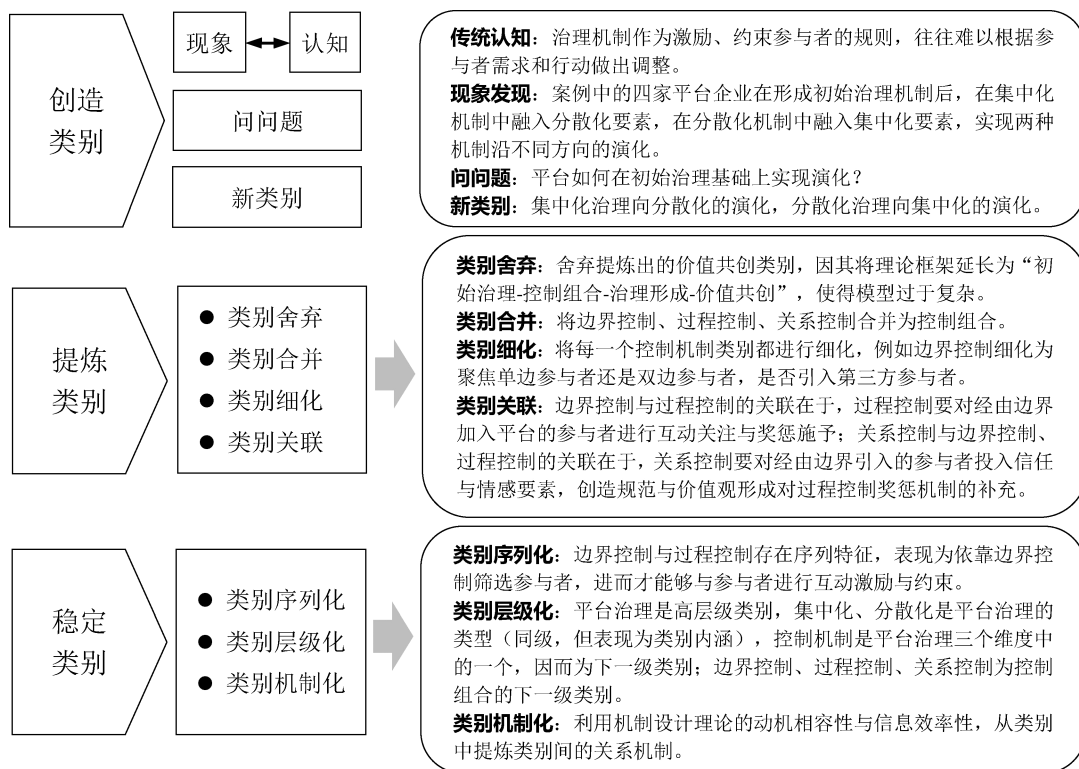 创造
类别
现象
认知
问问题
新类别
传统认知：治理机制作为激励、约束参与者的规则，往往难以根据参
与者需求和行动做出调整。
现象发现：案例中的四家平台企业在形成初始治理机制后，在集中化
机制中融入分散化要素，在分散化机制中融入集中化要素，实现两种
机制沿不同方向的演化。
问问题：平台如何在初始治理基础上实现演化？
新类别：集中化治理向分散化的演化，分散化治理向集中化的演化。
提炼
类别
● 类别舍弃
● 类别合并
● 类别细化
● 类别关联
类别舍弃：舍弃提炼出的价值共创类别，因其将理论框架延长为“初
始治理-控制组合-治理形成-价值共创”，使得模型过于复杂。
类别合并：将边界控制、过程控制、关系控制合并为控制组合。
类别细化：将每一个控制机制类别都进行细化，例如边界控制细化为
聚焦单边参与者还是双边参与者，是否引入第三方参与者。
类别关联：边界控制与过程控制的关联在于，过程控制要对经由边界
加入平台的参与者进行互动关注与奖惩施予；关系控制与边界控制、
过程控制的关联在于，关系控制要对经由边界引入的参与者投入信任
与情感要素，创造规范与价值观形成对过程控制奖惩机制的补充。
稳定
类别
● 类别序列化
● 类别层级化
● 类别机制化
类别序列化：边界控制与过程控制存在序列特征，表现为依靠边界控
制筛选参与者，进而才能够与参与者进行互动激励与约束。
类别层级化：平台治理是高层级类别，集中化、分散化是平台治理的
类型（同级，但表现为类别内涵），控制机制是平台治理三个维度中
的一个，因而为下一级类别；边界控制、过程控制、关系控制为控制
组合的下一级类别。
类别机制化：利用机制设计理论的动机相容性与信息效率性，从类别
中提炼类别间的关系机制。